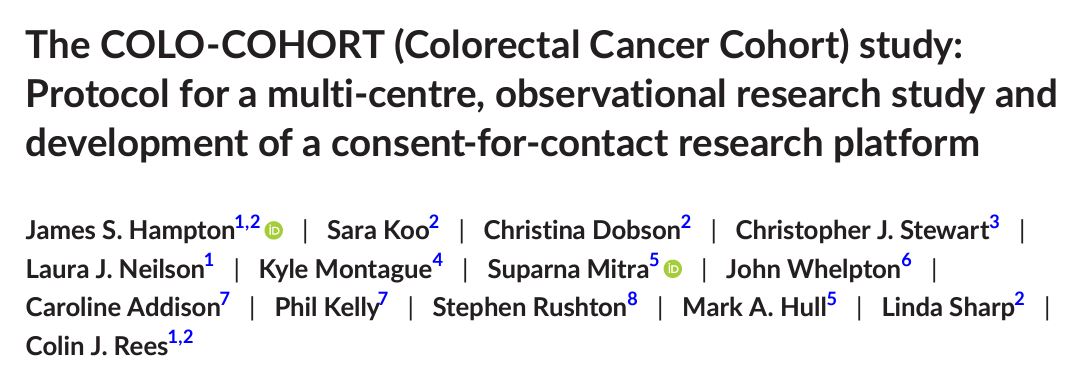 The COLO-COHORT (Colorectal Cancer Cohort) study:
Protocol for a multi-centre, observational research study and
development of a consent-for-contact research platform
James S. Hampton1,2 iD | Sara Koo2 | Christina Dobson2 | Christopher J. Stewart3 |
Laura J. Neilson1 | Kyle Montague4 | Suparna Mitra5 iD | John Whelpton6 |
Caroline Addison7 | Phil Kelly7 | Stephen Rushton8 | Mark A. Hull5 | Linda Sharp2 |
Colin J. Rees1,2